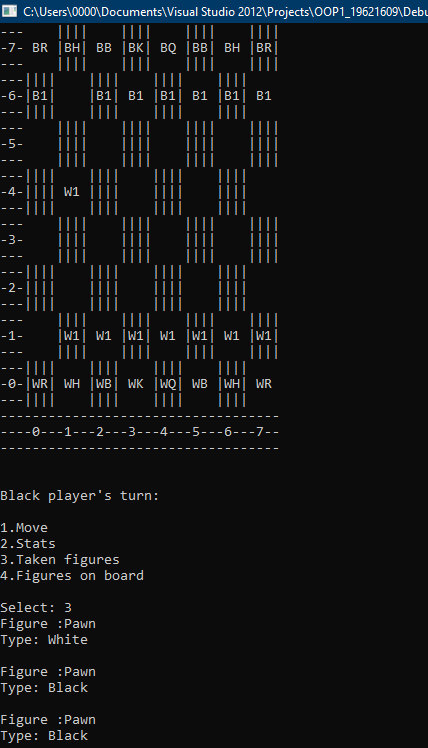 C:\Users\0000\Documents\Visual Studio 2012\Projects\OOP1_19621609\Debu
---    ||||    ||||    ||||    ||||
-7- BR |BH| BB |BK| BQ |BB| BH |BR|
---    ||||    ||||    ||||    ||||
---||||    ||||    ||||    ||||
-6-|B1|    |B1| B1 |B1| B1 |B1| B1
---||||    ||||    ||||    ||||
---    ||||    ||||    ||||    ||||
-5-    ||||    ||||    ||||    ||||
---    ||||    ||||    ||||    ||||
---||||    ||||    ||||    ||||
-4-|||| W1 ||||    ||||    ||||
---||||    ||||    ||||    ||||
---    ||||    ||||    ||||    ||||
-3-    ||||    ||||    ||||    ||||
---    ||||    ||||    ||||    ||||
---||||    ||||    ||||    ||||
-2-||||    ||||    ||||    ||||
---||||    ||||    ||||    ||||
---    ||||    ||||    ||||    ||||
-1-    |W1| W1 |W1| W1 |W1| W1 |W1|
---    ||||    ||||    ||||    ||||
---||||    ||||    ||||    ||||
-0-|WR| WH |WB| WK |WQ| WB |WH| WR
---||||    ||||    ||||    ||||
-----------------------------------
----0---1---2---3---4---5---6---7--
-----------------------------------
Black player's turn:
1.Move
2.Stats
3.Taken figures
4.Figures on board
Select: 3
Figure :Pawn
Type: White
Figure :Pawn
Type: Black
Figure :Pawn
Type: Black